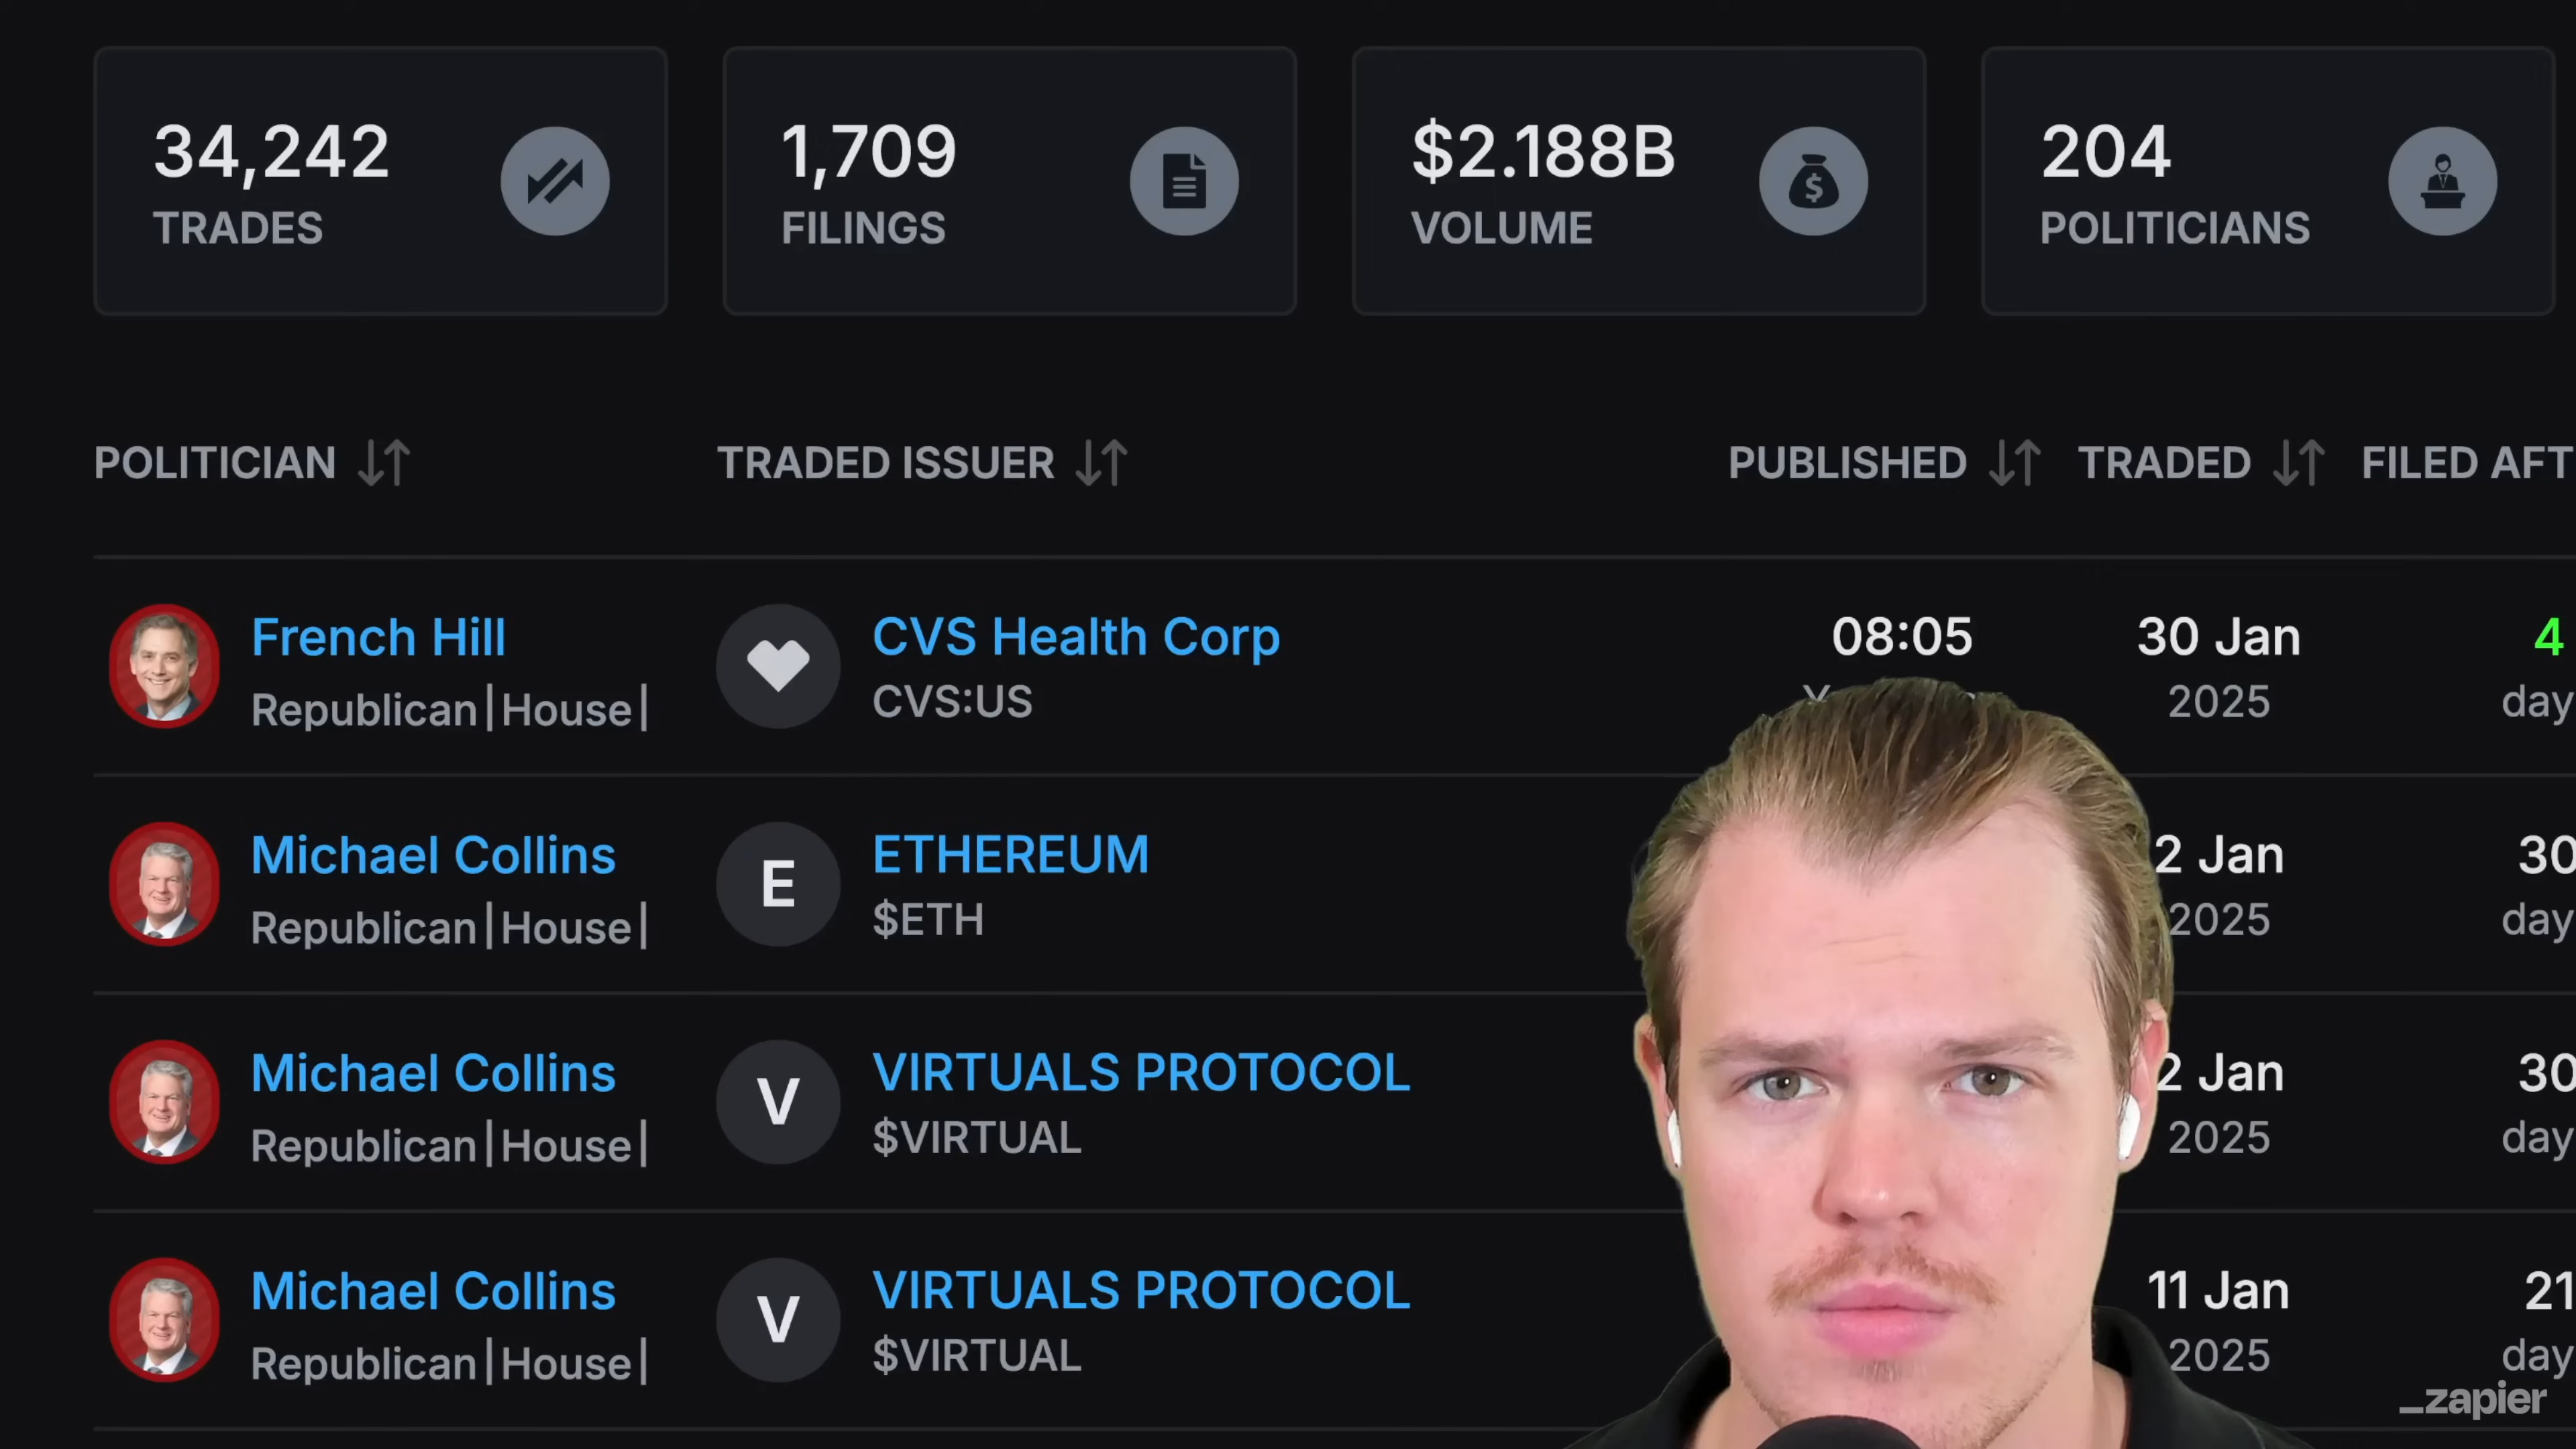 34,242
TRADES
1,709
FILINGS
$2.188B
VOLUME
204
POLITICIANS
POLITICIAN
TRADED ISSUER
PUBLISHED
TRADED
FILED AFT
French Hill
Republican|House|
CVS Health Corp
CVS:US
08:05
30 Jan
2025
4
day
Michael Collins
Republican|House|
E
ETHEREUM
$ETH
2 Jan
2025
30
day
Michael Collins
Republican|House|
V
VIRTUALS PROTOCOL
$VIRTUAL
2 Jan
2025
30
day
Michael Collins
Republican|House|
V
VIRTUALS PROTOCOL
$VIRTUAL
11 Jan
2025
21
day
zapier